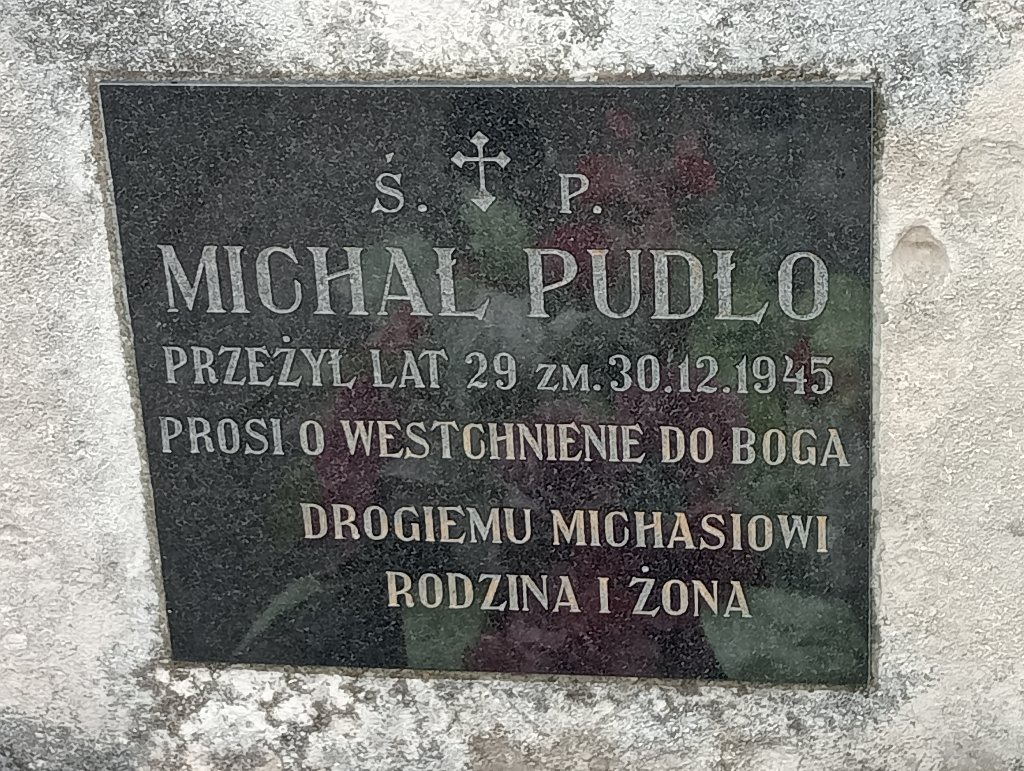 Ś. P.
MICHAŁ PUDŁO
PRZEŻYŁ LAT 29 ZM. 30.12.1945
PROSI O WESTCHNIENIE DO BOGA
DROGIEMU MICHASIOWI
RODZINA I ŻONA